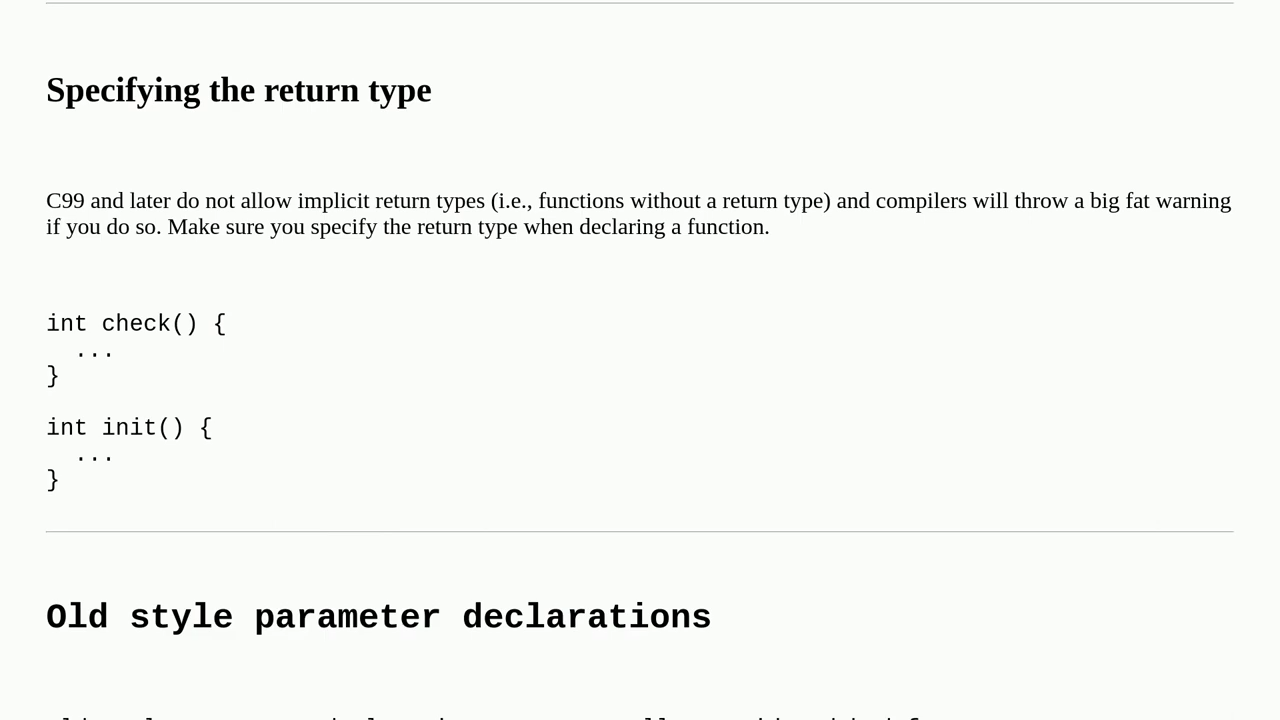 Specifying the return type
C99 and later do not allow implicit return types (i.e., functions without a return type) and compilers will throw a big fat warning
if you do so. Make sure you specify the return type when declaring a function.
int check() {
  ...
}
int init() {
  ...
}
Old style parameter declarations